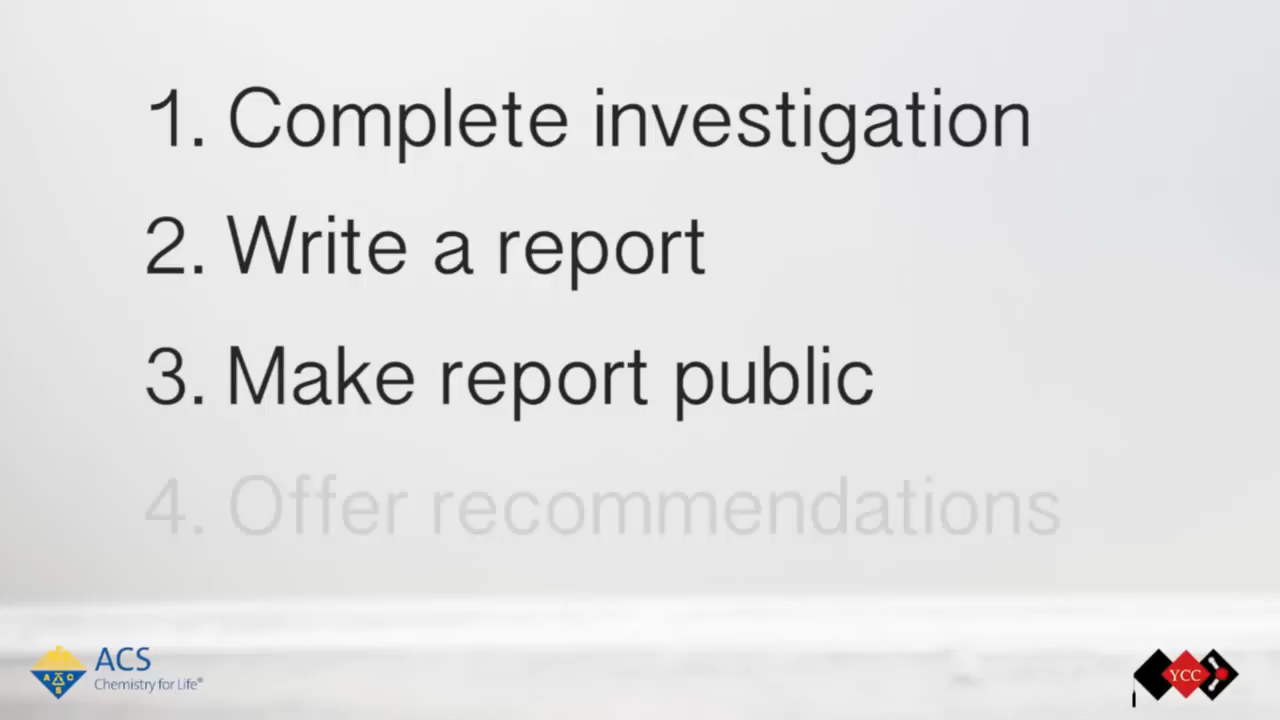 1. Complete investigation
2. Write a report
3. Make report public
4. Offer recommendations
ACS
Chemistry for Life®
A C S
YCC